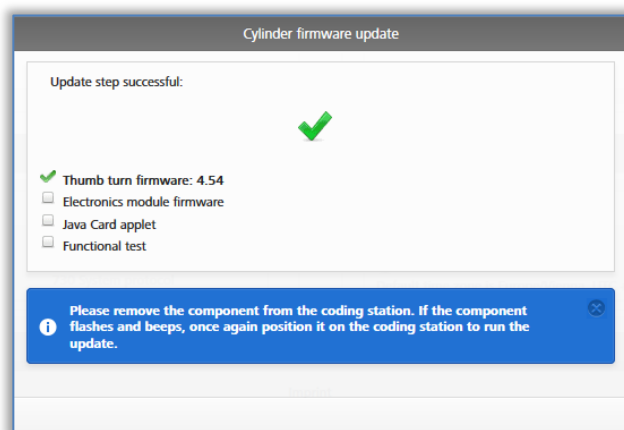 Cylinder firmware update
Update step successful:
Thumb turn firmware: 4.54
Electronics module firmware
Java Card applet
Functional test
Please remove the component from the coding station. If the component
flashes and beeps, once again position it on the coding station to run the
update.